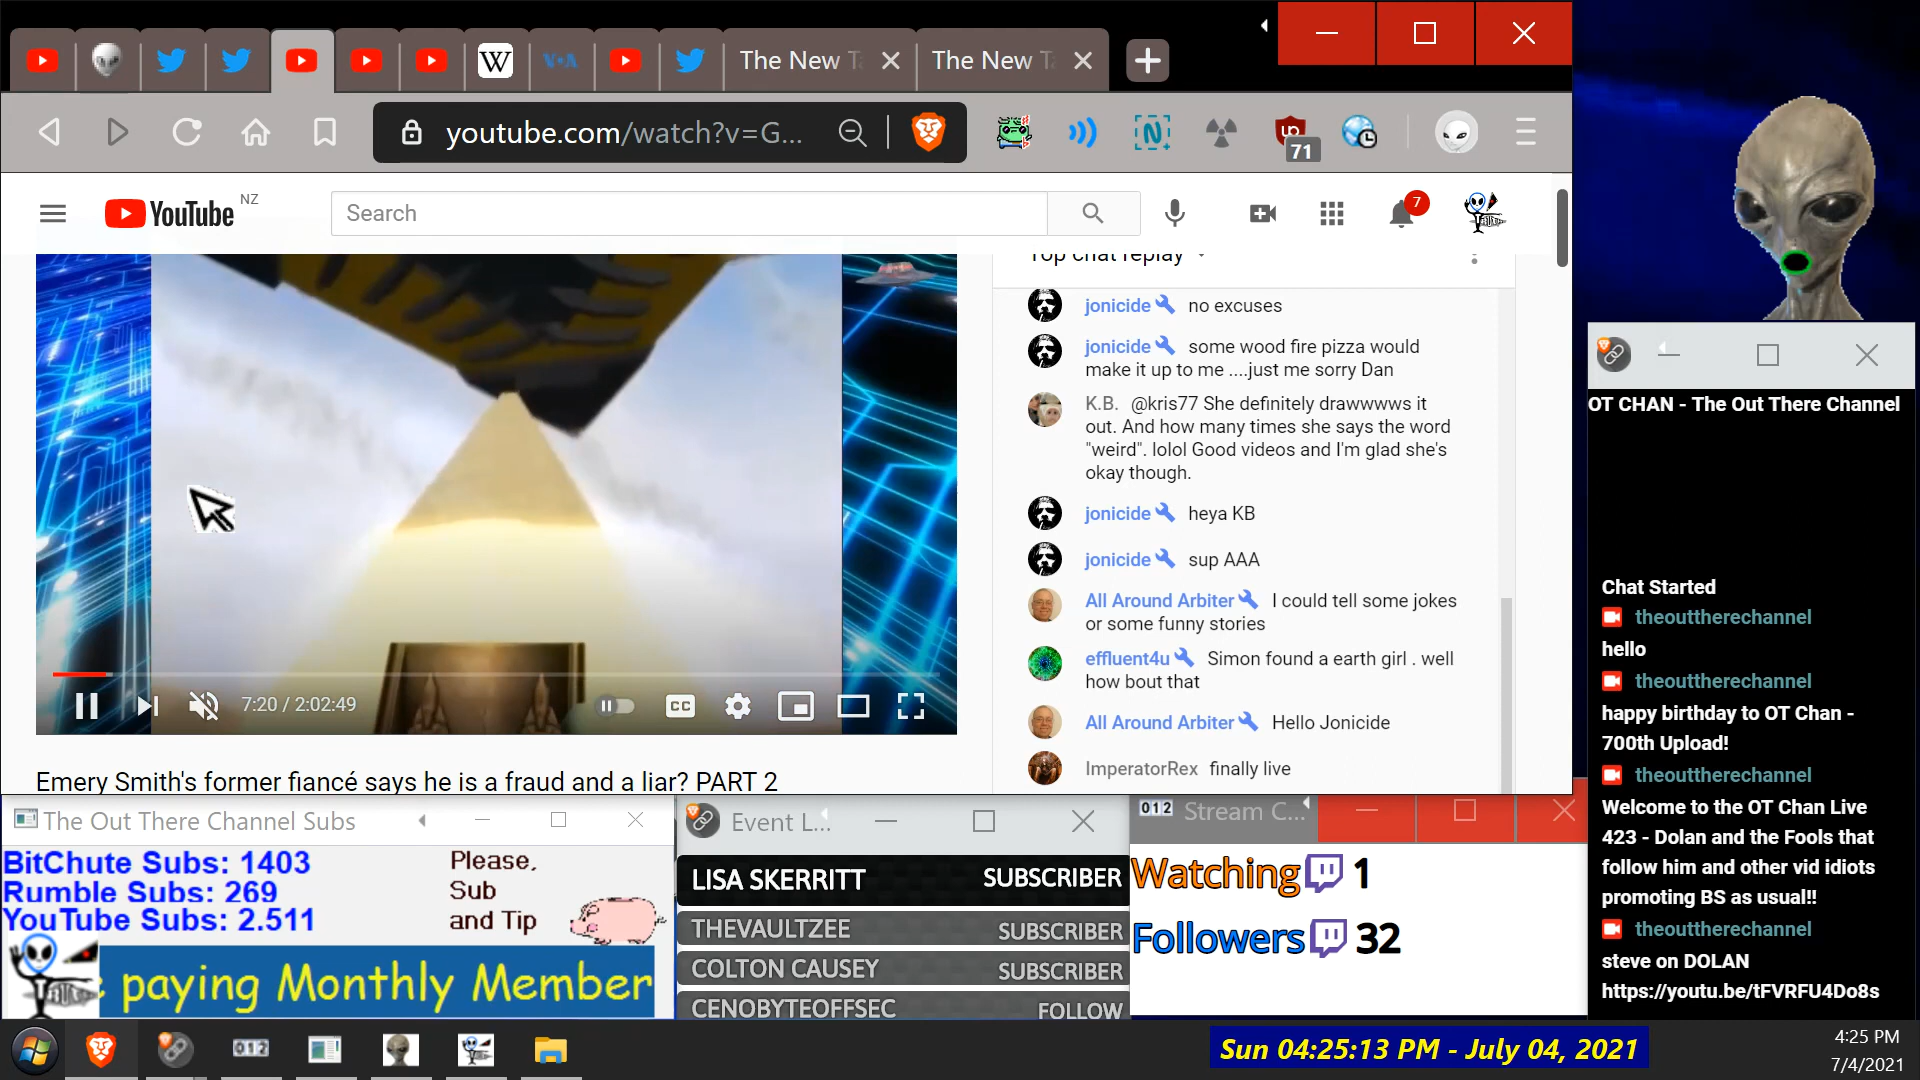 The New T
The New T
youtube.com/watch?v=G...
71
YouTube NZ
Search
7
Top chat replay
jonicide no excuses
jonicide some wood fire pizza would
make it up to me ....just me sorry Dan
K.B. @kris77 She definitely drawwwws it
out. And how many times she says the word
"weird". lolol Good videos and I'm glad she's
okay though.
jonicide heya KB
jonicide sup AAA
All Around Arbiter I could tell some jokes
or some funny stories
effluent4u Simon found a earth girl . well
how bout that
All Around Arbiter Hello Jonicide
ImperatorRex finally live
7:20 / 2:02:49
CC
Emery Smith's former fiancé says he is a fraud and a liar? PART 2
OT CHAN - The Out There Channel
Chat Started
theouttherechannel
hello
theouttherechannel
happy birthday to OT Chan -
700th Upload!
theouttherechannel
Welcome to the OT Chan Live
423 - Dolan and the Fools that
follow him and other vid idiots
promoting BS as usual!!
theouttherechannel
steve on DOLAN
https://youtu.be/tFVRFU4Do8s
The Out There Channel Subs
BitChute Subs: 1403
Rumble Subs: 269
YouTube Subs: 2.511
Please,
Sub
and Tip
paying Monthly Member
Event L...
LISA SKERRITT SUBSCRIBER
THEVAULTZEE SUBSCRIBER
COLTON CAUSEY SUBSCRIBER
CENOBYTEOFFSEC FOLLOW
012 Stream C...
Watching 1
Followers 32
012
Sun 04:25:13 PM - July 04, 2021
4:25 PM
7/4/2021